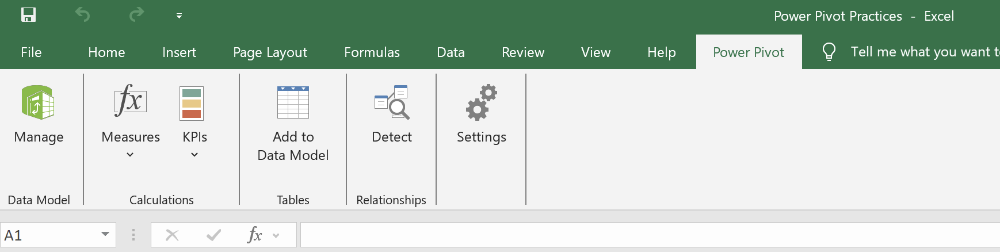 Power Pivot Practices - Excel
File Home Insert Page Layout Formulas Data Review View Help Power Pivot Tell me what you want
Manage Measures KPIs Add to Data Model Detect Settings
Data Model Calculations Tables Relationships
A1 fx